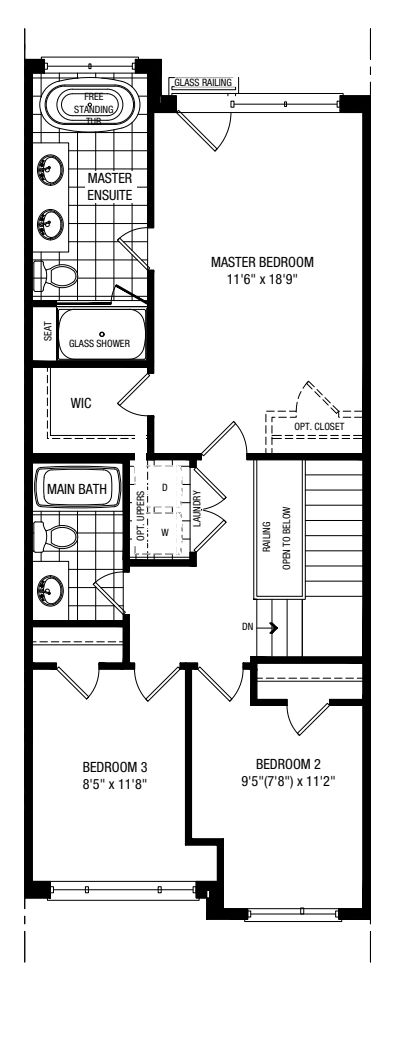 GLASS RAILING
FREE
STANDING
TUB
MASTER
ENSUITE
MASTER BEDROOM
11'6" x 18'9"
SEAT
GLASS SHOWER
WIC
OPT. CLOSET
MAIN BATH
OPT. UPPERS
D
W
LAUNDRY
RAILING
OPEN TO BELOW
DN
BEDROOM 3
8'5" x 11'8"
BEDROOM 2
9'5"(7'8") x 11'2"